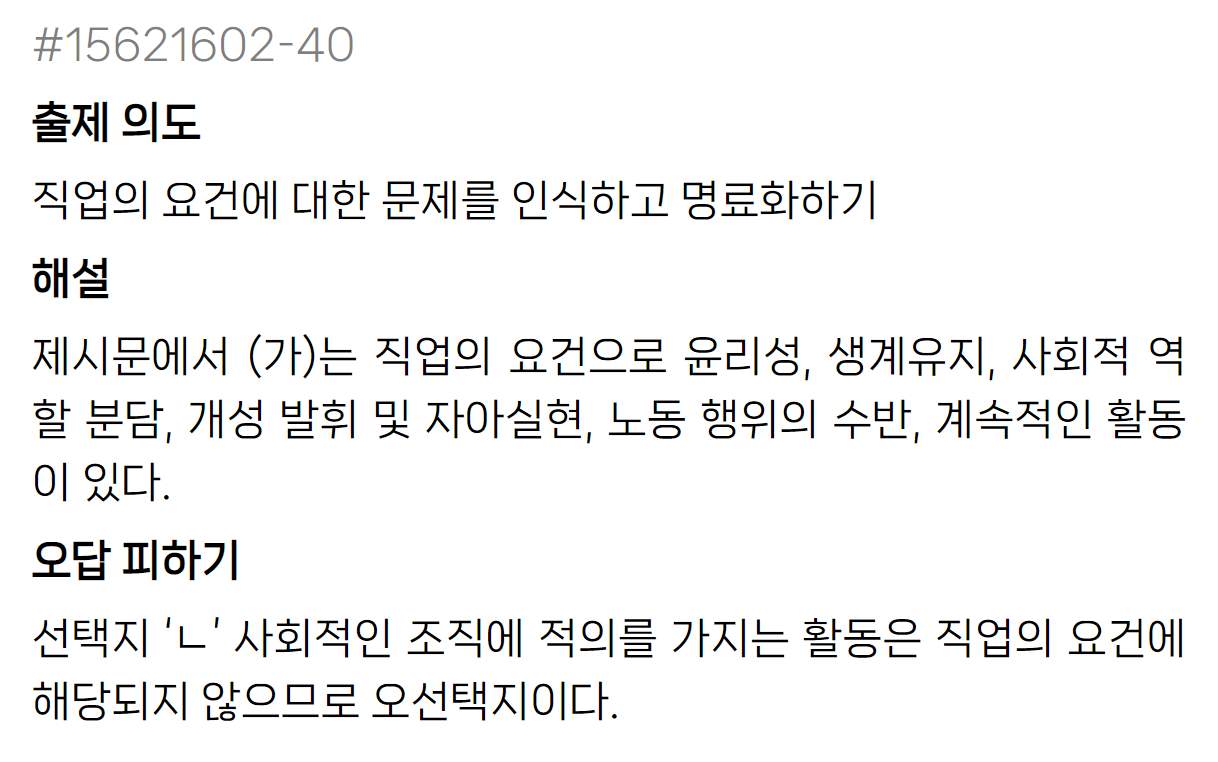 #15621602-40
출제 의도
직업의 요건에 대한 문제를 인식하고 명료화하기
해설
제시문에서 (가)는 직업의 요건으로 윤리성, 생계유지, 사회적 역
할 분담, 개성 발휘 및 자아실현, 노동 행위의 수반, 계속적인 활동
이 있다.
오답 피하기
선택지 ‘ㄴ’ 사회적인 조직에 적의를 가지는 활동은 직업의 요건에
해당되지 않으므로 오선택지이다.